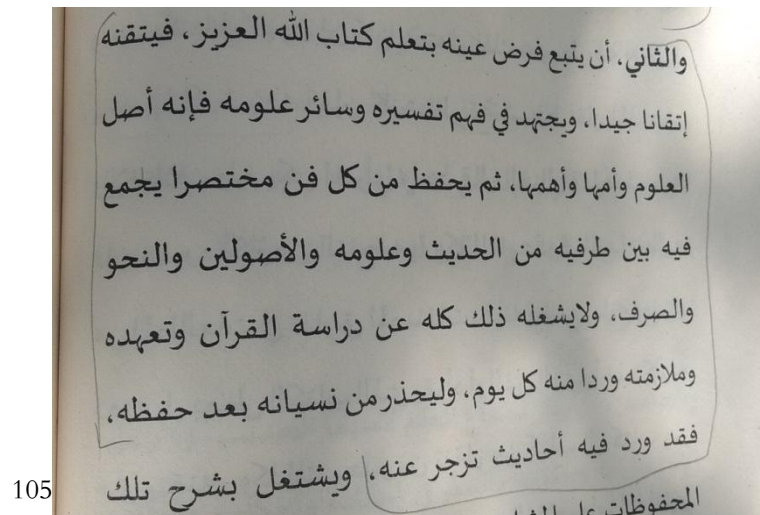 والثاني، أن يتبع فرض عينه بتعلم كتاب الله العزيز، فيتقنه
إتقانا جيدا، ويجتهد في فهم تفسيره وسائر علومه فإنه أصل
العلوم وأمها وأهمها، ثم يحفظ من كل فن مختصرا يجمع
فيه بين طرفيه من الحديث وعلومه والأصولين والنحو
والصرف، ولايشغله ذلك كله عن دراسة القرآن وتعهده
وملازمته وردا منه كل يوم، وليحذر من نسيانه بعد حفظه،
فقد ورد فيه أحاديث تزجر عنه، ويشتغل بشرح تلك
105
المحفوظات على